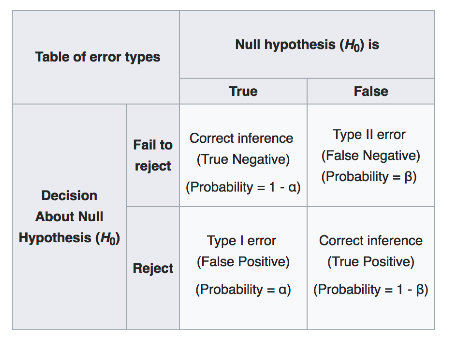 Table of error types
Null hypothesis (H0) is
True
False
Decision
About Null
Hypothesis (H0)
Fail to
reject
Correct inference
(True Negative)
(Probability = 1 - α)
Type II error
(False Negative)
(Probability = β)
Reject
Type I error
(False Positive)
(Probability = α)
Correct inference
(True Positive)
(Probability = 1 - β)